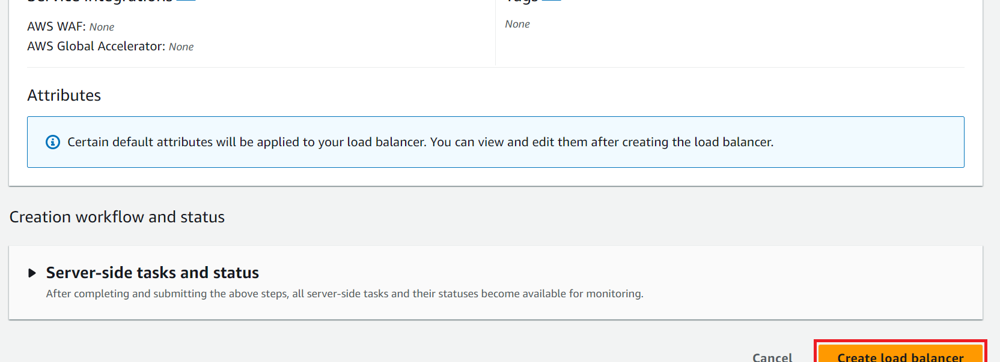 Service integrations
Tags
AWS WAF: None
None
AWS Global Accelerator: None
Attributes
Certain default attributes will be applied to your load balancer. You can view and edit them after creating the load balancer.
Creation workflow and status
Server-side tasks and status
After completing and submitting the above steps, all server-side tasks and their statuses become available for monitoring.
Cancel
Create load balancer